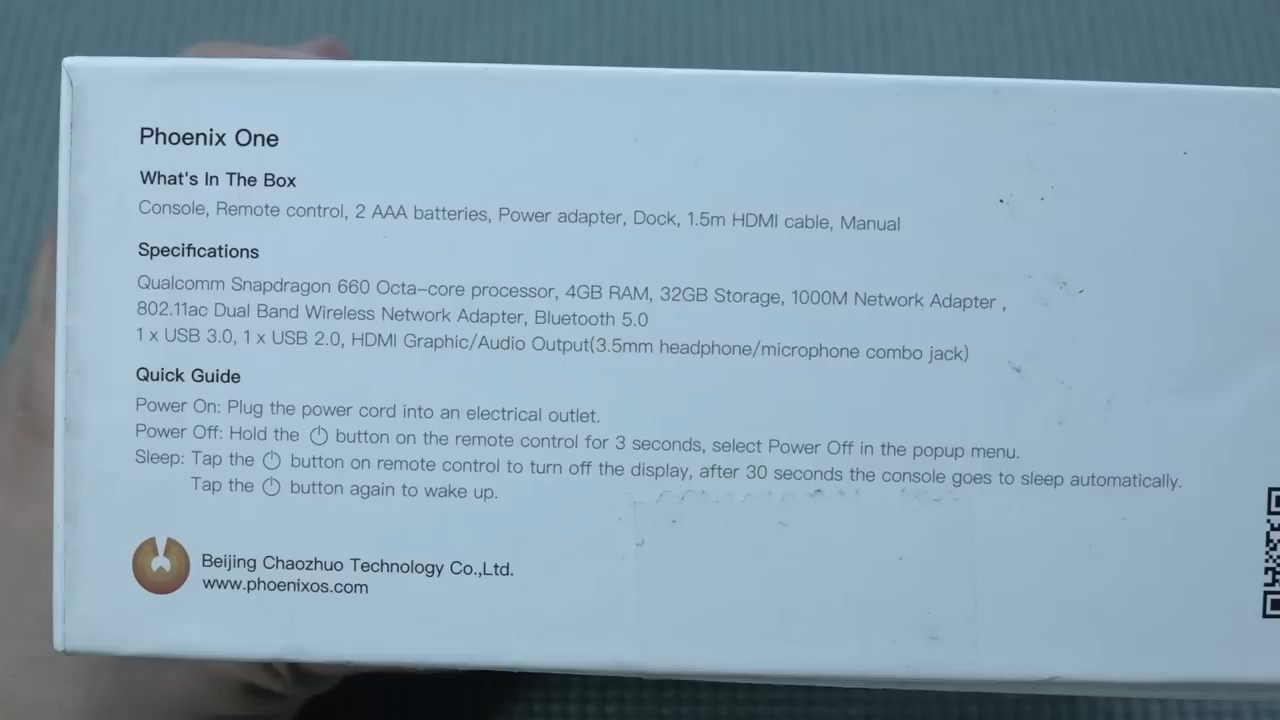 Phoenix One
What's In The Box
Console, Remote control, 2 AAA batteries, Power adapter, Dock, 1.5m HDMI cable, Manual
Specifications
Qualcomm Snapdragon 660 Octa-core processor, 4GB RAM, 32GB Storage, 1000M Network Adapter ,
802.11ac Dual Band Wireless Network Adapter, Bluetooth 5.0
1 x USB 3.0, 1 x USB 2.0, HDMI Graphic/Audio Output(3.5mm headphone/microphone combo jack)
Quick Guide
Power On: Plug the power cord into an electrical outlet.
Power Off: Hold the ⏻ button on the remote control for 3 seconds, select Power Off in the popup menu.
Sleep: Tap the ⏻ button on remote control to turn off the display, after 30 seconds the console goes to sleep automatically.
Tap the ⏻ button again to wake up.
Beijing Chaozhuo Technology Co.,Ltd.
www.phoenixos.com